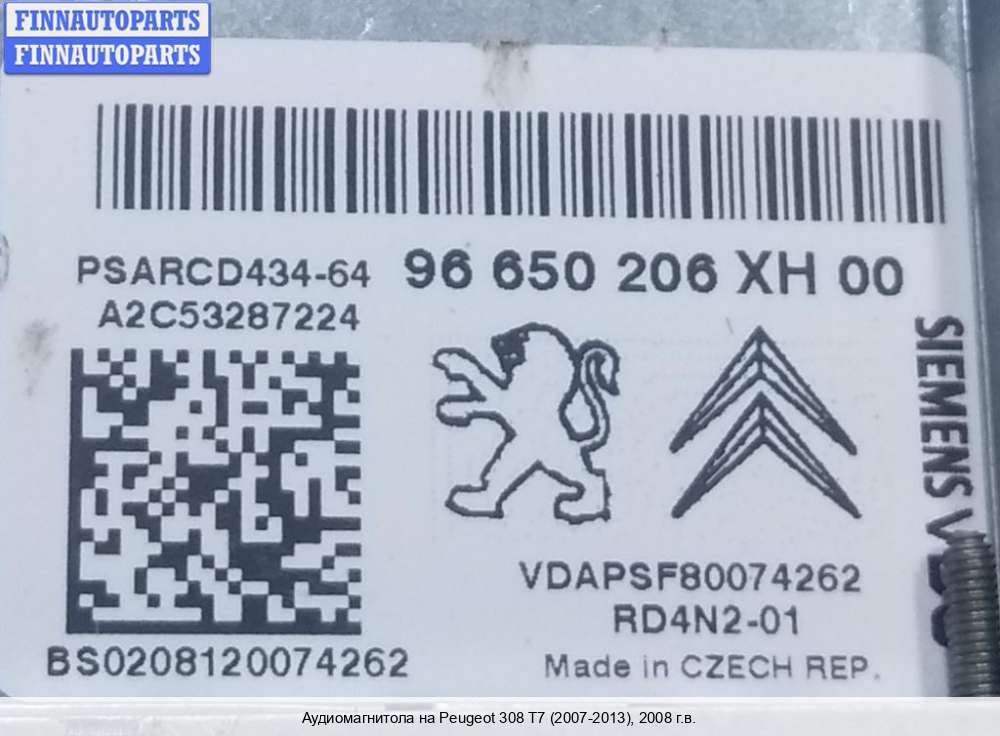 FINNAUTOPARTS
FINNAUTOPARTS
PSARCD434-64
96 650 206 XH 00
A2C53287224
SIEMENS VDO
VDAPSF80074262
RD4N2-01
BS0208120074262
Made in CZECH REP.
Аудиомагнитола на Peugeot 308 T7 (2007-2013), 2008 г.в.